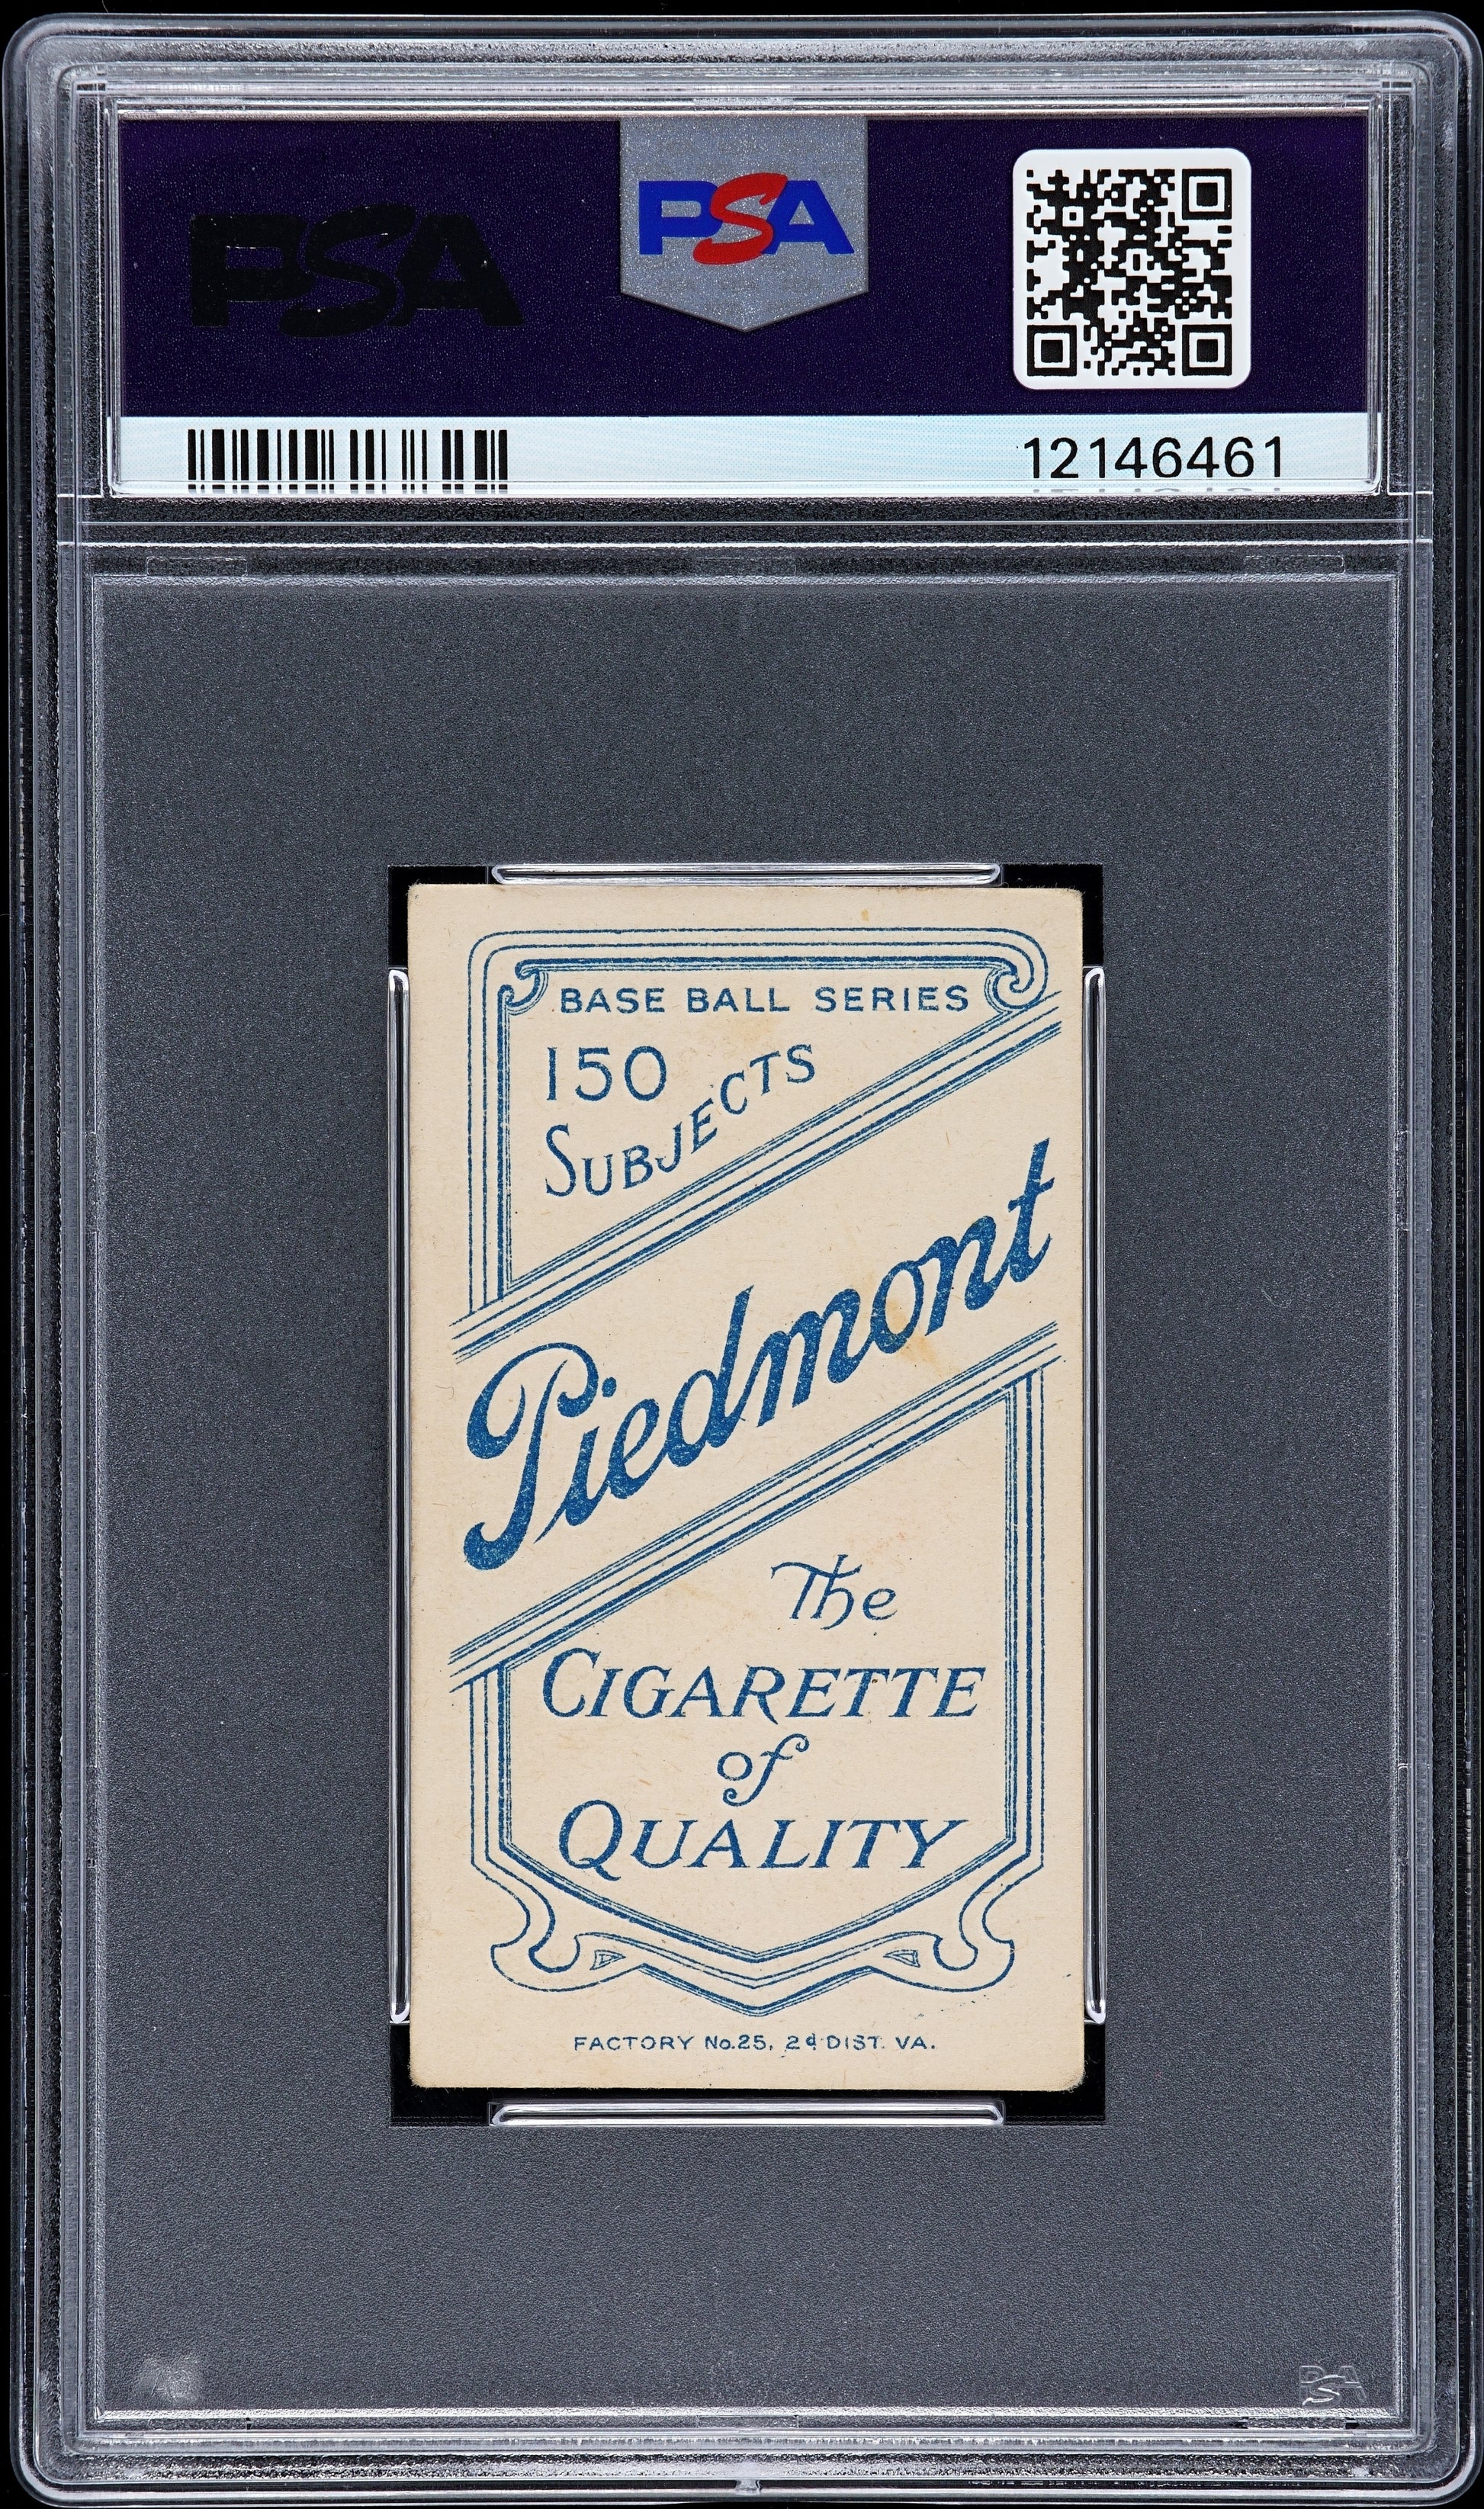 PSA
PSA
12146461
BASE BALL SERIES
150
SUBJECTS
Piedmont
The
CIGARETTE
of
QUALITY
FACTORY No.25, 2d DIST. VA.
PSA